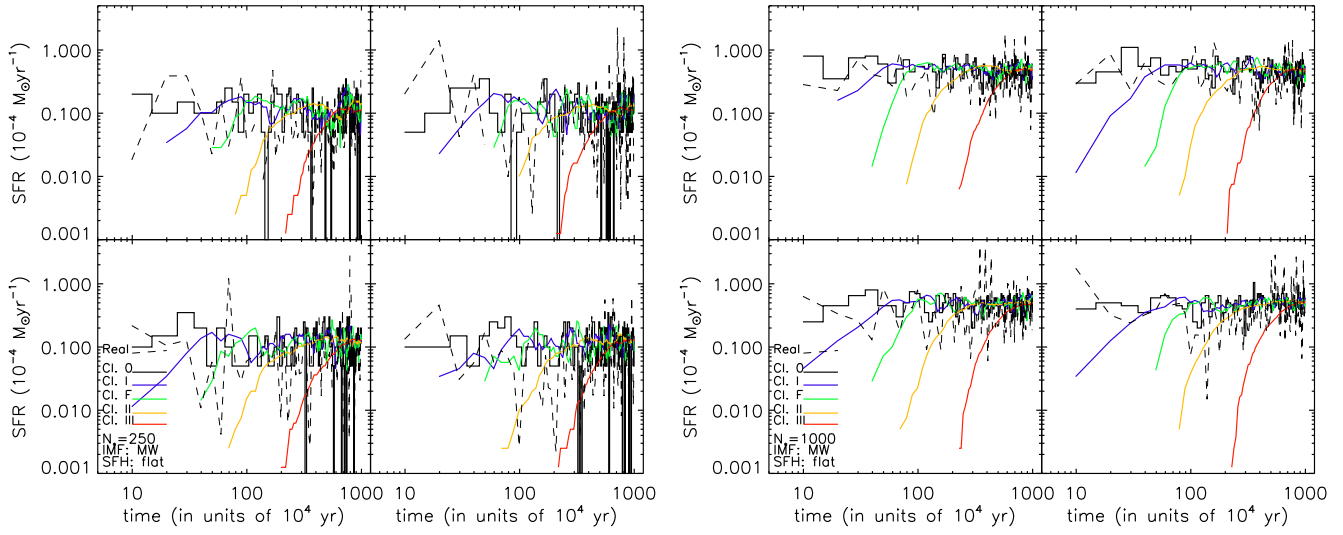 SFR (10⁻⁴ M⊙yr⁻¹)
1.000
0.100
0.010
0.001
SFR (10⁻⁴ M⊙yr⁻¹)
1.000
0.100
0.010
0.001
Real
Cl. 0
Cl. I
Cl. F
Cl. II
Cl. III
N*=250
IMF: MW
SFH: flat
10 100 1000
10 100 1000
time (in units of 10⁴ yr)
time (in units of 10⁴ yr)
SFR (10⁻⁴ M⊙yr⁻¹)
1.000
0.100
0.010
0.001
SFR (10⁻⁴ M⊙yr⁻¹)
1.000
0.100
0.010
0.001
Real
Cl. 0
Cl. I
Cl. F
Cl. II
Cl. III
N*=1000
IMF: MW
SFH: flat
10 100 1000
10 100 1000
time (in units of 10⁴ yr)
time (in units of 10⁴ yr)